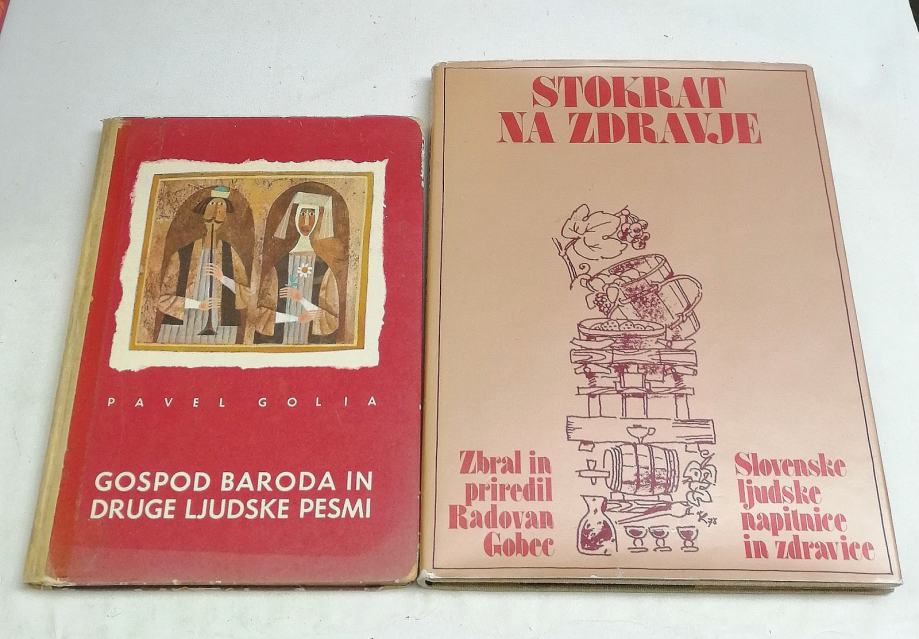 PAVEL GOLIA
GOSPOD BARODA IN
DRUGE LJUDSKE PESMI
STOKRAT
NA ZDRAVJE
Zbral in
priredil
Radovan
Gobec
Slovenske
ljudske
napitnice
in zdravice